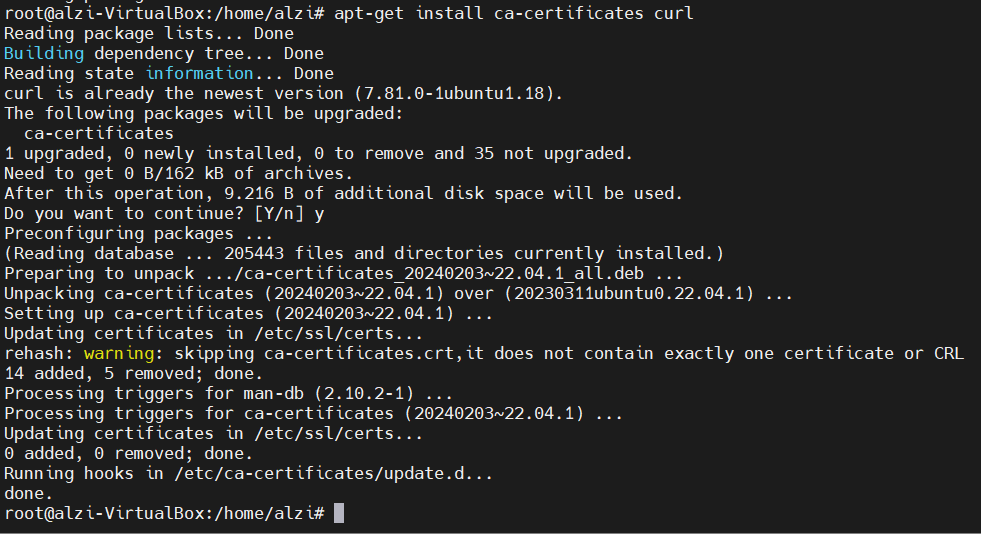 root@alzi-VirtualBox:/home/alzi# apt-get install ca-certificates curl
Reading package lists... Done
Building dependency tree... Done
Reading state information... Done
curl is already the newest version (7.81.0-1ubuntu1.18).
The following packages will be upgraded:
  ca-certificates
1 upgraded, 0 newly installed, 0 to remove and 35 not upgraded.
Need to get 0 B/162 kB of archives.
After this operation, 9.216 B of additional disk space will be used.
Do you want to continue? [Y/n] y
Preconfiguring packages ...
(Reading database ... 205443 files and directories currently installed.)
Preparing to unpack .../ca-certificates_20240203~22.04.1_all.deb ...
Unpacking ca-certificates (20240203~22.04.1) over (20230311ubuntu0.22.04.1) ...
Setting up ca-certificates (20240203~22.04.1) ...
Updating certificates in /etc/ssl/certs...
rehash: warning: skipping ca-certificates.crt,it does not contain exactly one certificate or CRL
14 added, 5 removed; done.
Processing triggers for man-db (2.10.2-1) ...
Processing triggers for ca-certificates (20240203~22.04.1) ...
Updating certificates in /etc/ssl/certs...
0 added, 0 removed; done.
Running hooks in /etc/ca-certificates/update.d...
done.
root@alzi-VirtualBox:/home/alzi#